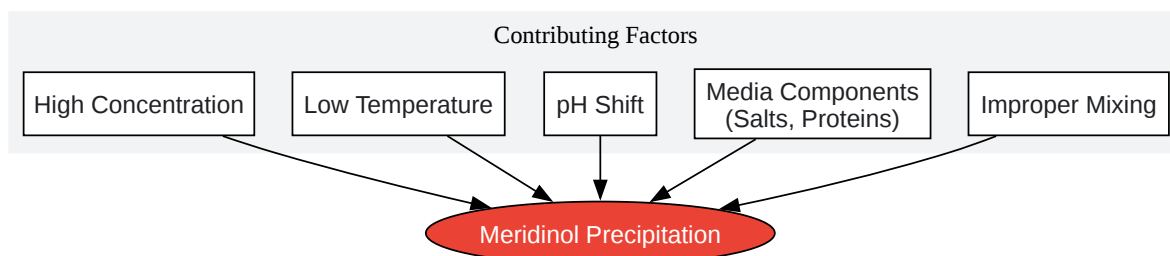 Contributing Factors
High Concentration
Low Temperature
pH Shift
Media Components
(Salts, Proteins)
Improper Mixing
Meridinol Precipitation